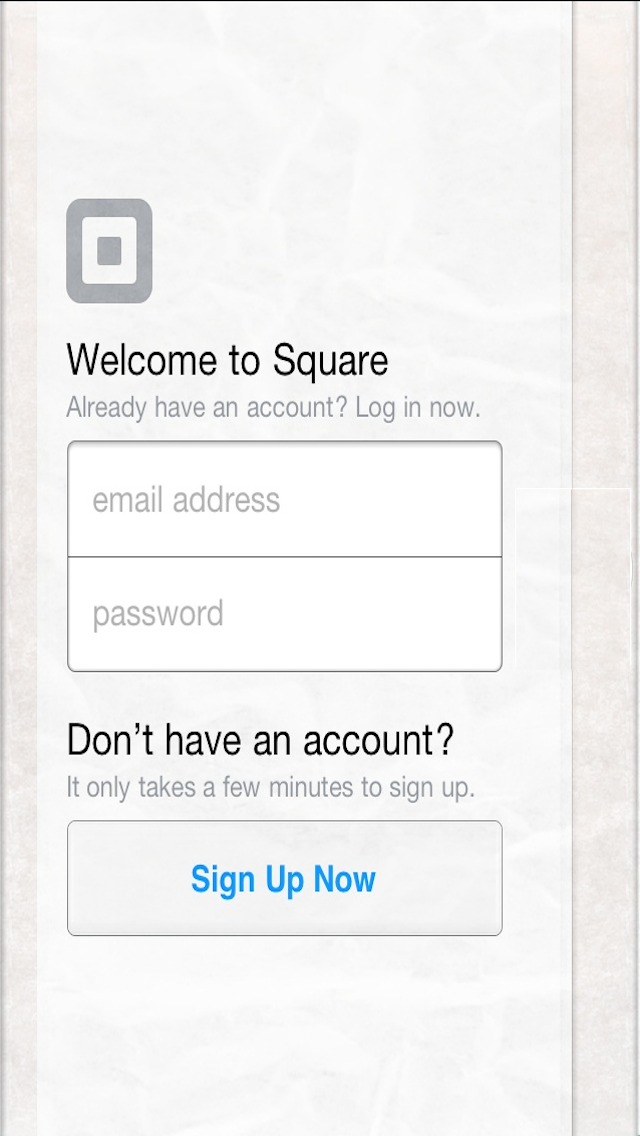 Welcome to Square
Already have an account? Log in now.
email address
password
Don’t have an account?
It only takes a few minutes to sign up.
Sign Up Now